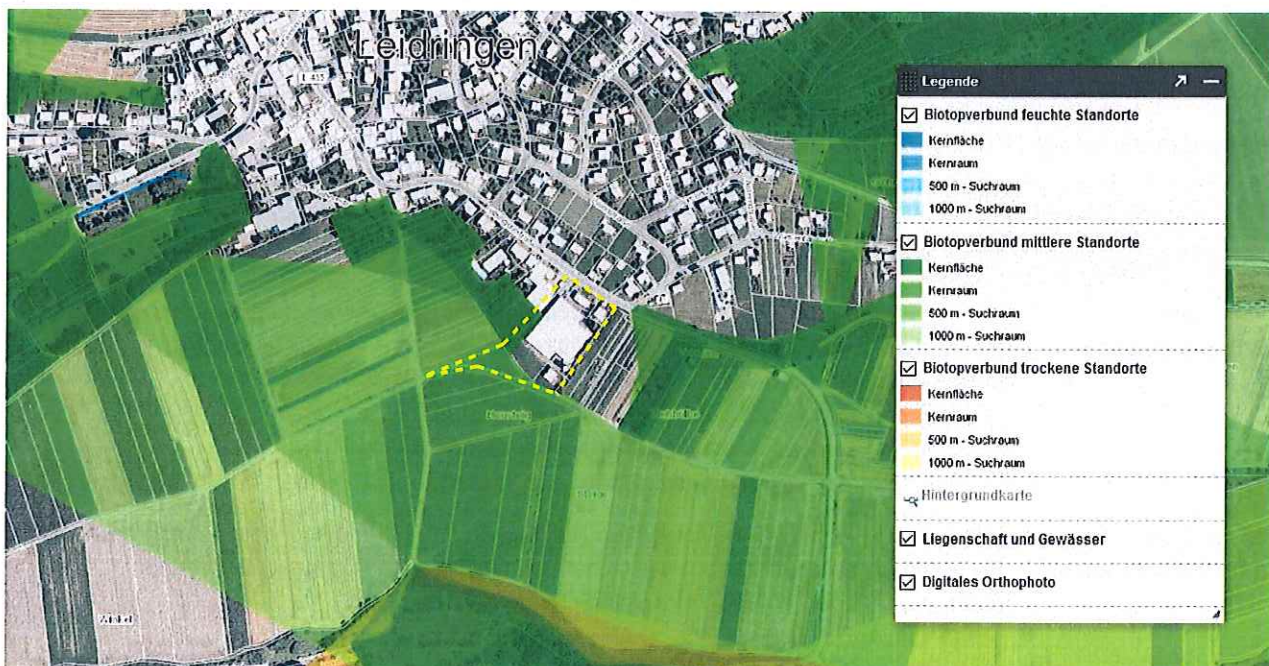 Leidringen
Legende
Biotopverbund feuchte Standorte
Kernfläche
Kernraum
500 m - Suchraum
1000 m - Suchraum
Biotopverbund mittlere Standorte
Kernfläche
Kernraum
500 m - Suchraum
1000 m - Suchraum
Biotopverbund trockene Standorte
Kernfläche
Kernraum
500 m - Suchraum
1000 m - Suchraum
Hintergrundkarte
Liegenschaft und Gewässer
Digitales Orthophoto